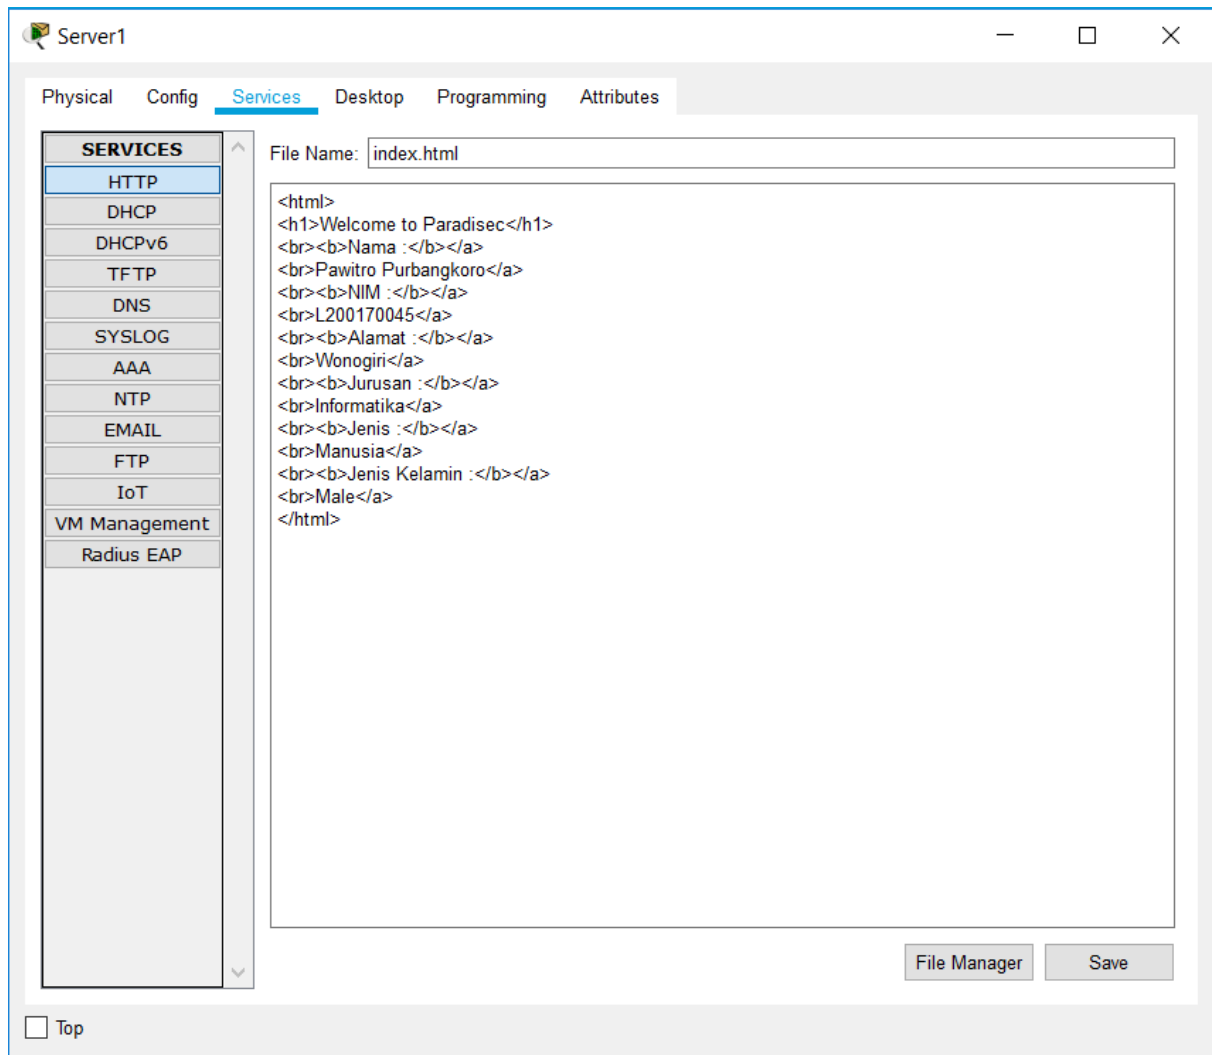 Server1
Physical Config Services Desktop Programming Attributes
SERVICES
HTTP
DHCP
DHCPv6
TFTP
DNS
SYSLOG
AAA
NTP
EMAIL
FTP
IoT
VM Management
Radius EAP
File Name: index.html
<html>
<h1>Welcome to Paradisec</h1>
<br><b>Nama :</b></a>
<br>Pawitro Purbangkoro</a>
<br><b>NIM :</b></a>
<br>L200170045</a>
<br><b>Alamat :</b></a>
<br>Wonogiri</a>
<br><b>Jurusan :</b></a>
<br>Informatika</a>
<br><b>Jenis :</b></a>
<br>Manusia</a>
<br><b>Jenis Kelamin :</b></a>
<br>Male</a>
</html>
File Manager Save
Top